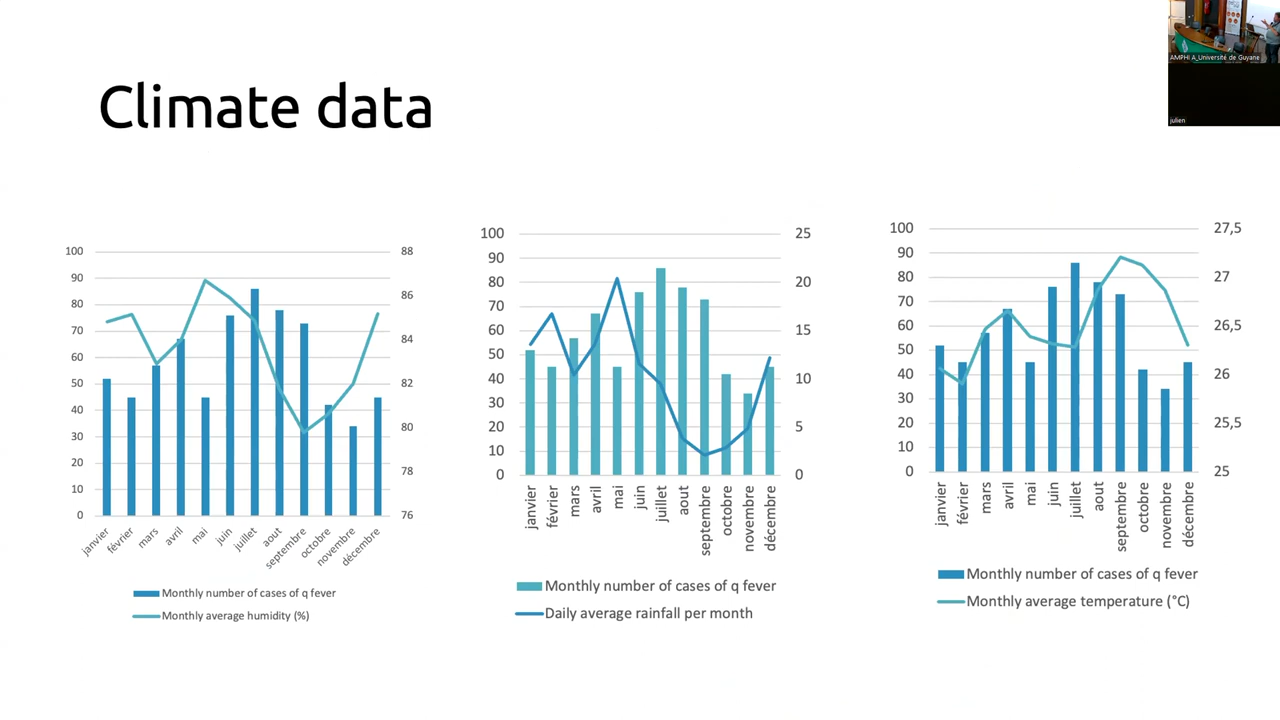 AMPHI A_Université de Guyane
julien
Climate data
100
90
80
70
60
50
40
30
20
10
0
88
86
84
82
80
78
76
janvier
février
mars
avril
mai
juin
juillet
aout
septembre
octobre
novembre
décembre
Monthly number of cases of q fever
Monthly average humidity (%)
100
90
80
70
60
50
40
30
20
10
0
25
20
15
10
5
0
janvier
février
mars
avril
mai
juin
juillet
aout
septembre
octobre
novembre
décembre
Monthly number of cases of q fever
Daily average rainfall per month
100
90
80
70
60
50
40
30
20
10
0
27,5
27
26,5
26
25,5
25
janvier
février
mars
avril
mai
juin
juillet
aout
septembre
octobre
novembre
décembre
Monthly number of cases of q fever
Monthly average temperature (°C)